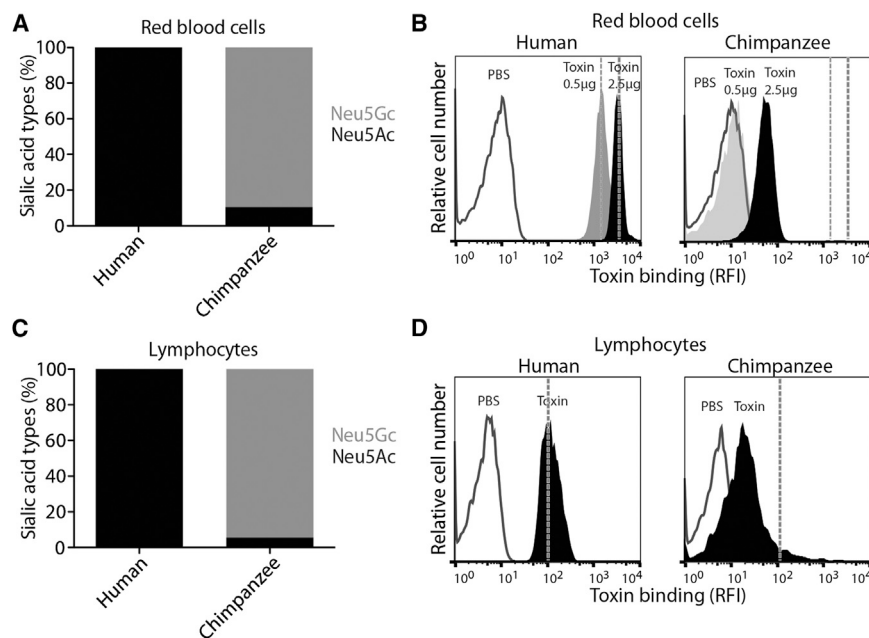 A
Red blood cells
Sialic acid types (%)
100
80
60
40
20
0
Human
Chimpanzee
Neu5Gc
Neu5Ac
B
Red blood cells
Human
Chimpanzee
Relative cell number
PBS
Toxin
0.5µg
Toxin
2.5µg
PBS
Toxin
0.5µg
Toxin
2.5µg
10⁰ 10¹ 10² 10³ 10⁴
10⁰ 10¹ 10² 10³ 10⁴
Toxin binding (RFI)
C
Lymphocytes
Sialic acid types (%)
100
80
60
40
20
0
Human
Chimpanzee
Neu5Gc
Neu5Ac
D
Lymphocytes
Human
Chimpanzee
Relative cell number
PBS
Toxin
PBS
Toxin
10⁰ 10¹ 10² 10³ 10⁴
10⁰ 10¹ 10² 10³ 10⁴
Toxin binding (RFI)